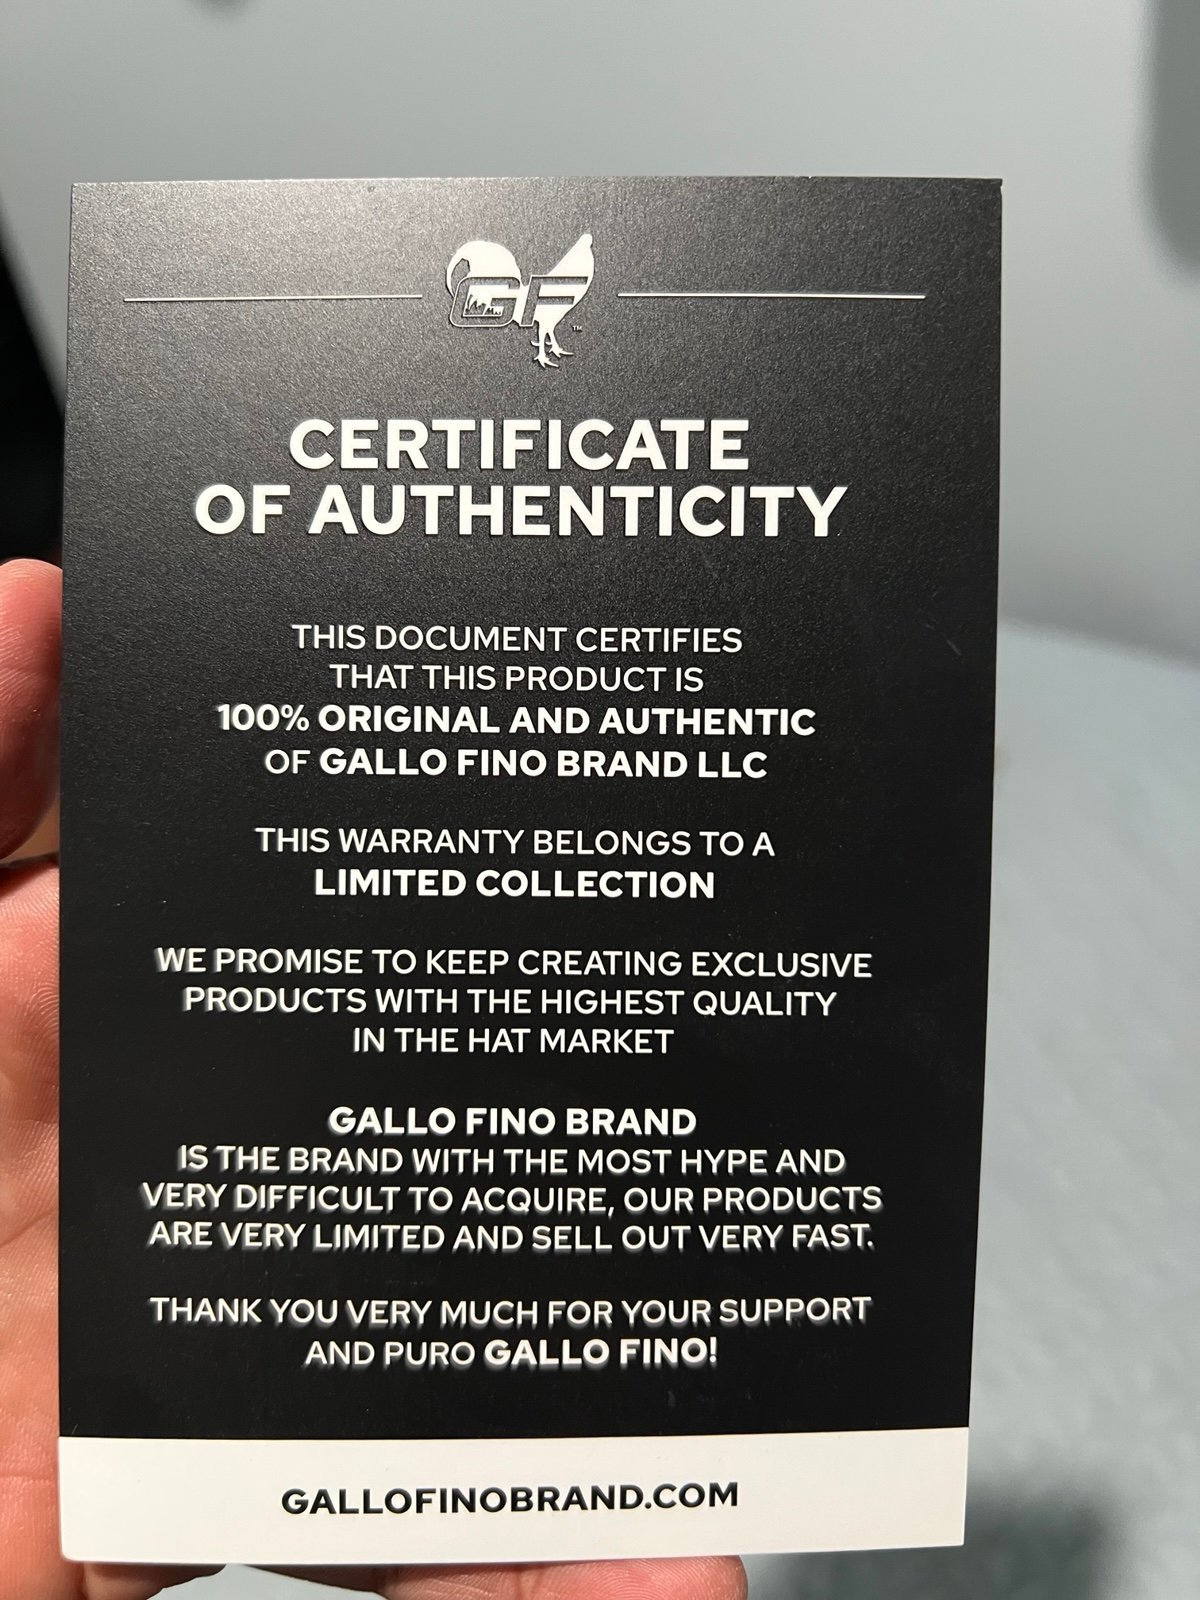 GF
TM
CERTIFICATE
OF AUTHENTICITY
THIS DOCUMENT CERTIFIES
THAT THIS PRODUCT IS
100% ORIGINAL AND AUTHENTIC
OF GALLO FINO BRAND LLC
THIS WARRANTY BELONGS TO A
LIMITED COLLECTION
WE PROMISE TO KEEP CREATING EXCLUSIVE
PRODUCTS WITH THE HIGHEST QUALITY
IN THE HAT MARKET
GALLO FINO BRAND
IS THE BRAND WITH THE MOST HYPE AND
VERY DIFFICULT TO ACQUIRE, OUR PRODUCTS
ARE VERY LIMITED AND SELL OUT VERY FAST.
THANK YOU VERY MUCH FOR YOUR SUPPORT
AND PURO GALLO FINO!
GALLOFINOBRAND.COM